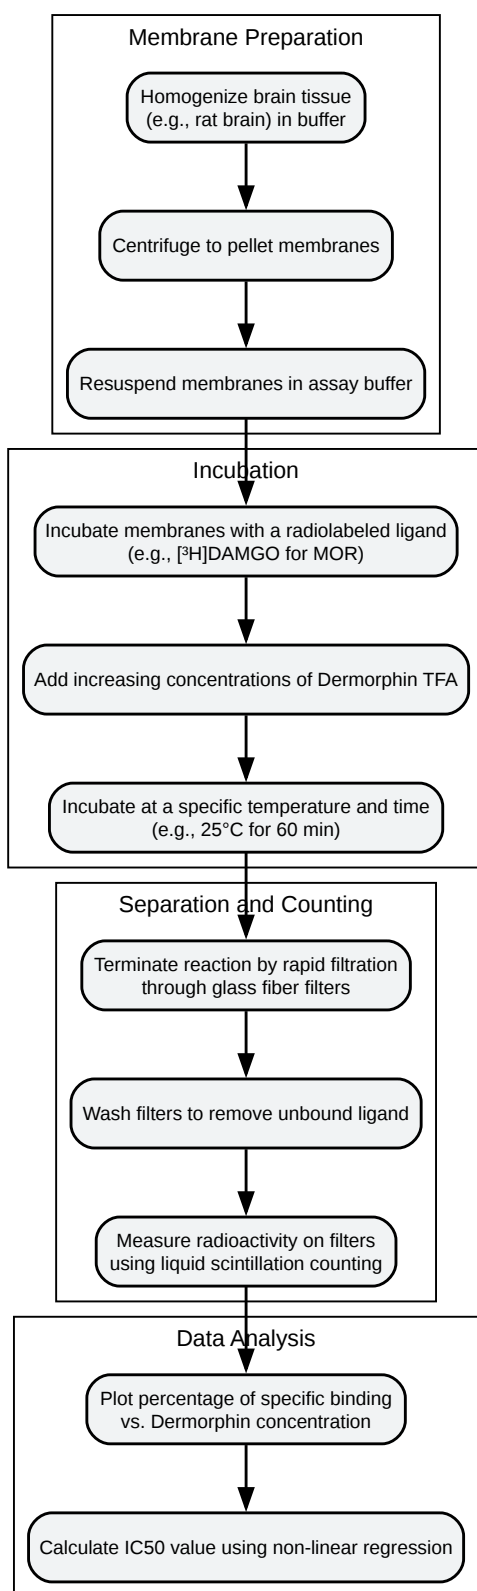 Membrane Preparation
Homogenize brain tissue
(e.g., rat brain) in buffer
Centrifuge to pellet membranes
Resuspend membranes in assay buffer
Incubation
Incubate membranes with a radiolabeled ligand
(e.g., [³H]DAMGO for MOR)
Add increasing concentrations of Dermorphin TFA
Incubate at a specific temperature and time
(e.g., 25°C for 60 min)
Separation and Counting
Terminate reaction by rapid filtration
through glass fiber filters
Wash filters to remove unbound ligand
Measure radioactivity on filters
using liquid scintillation counting
Data Analysis
Plot percentage of specific binding
vs. Dermorphin concentration
Calculate IC50 value using non-linear regression